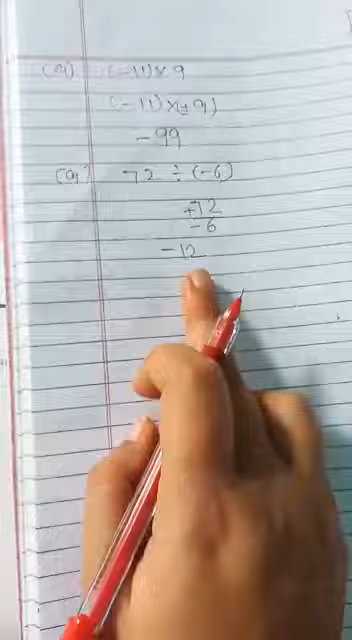 (Q) (-11) x 9
(-11) x (+9)
-99
(Q) 72 ÷ (-6)
+72
-6
-12